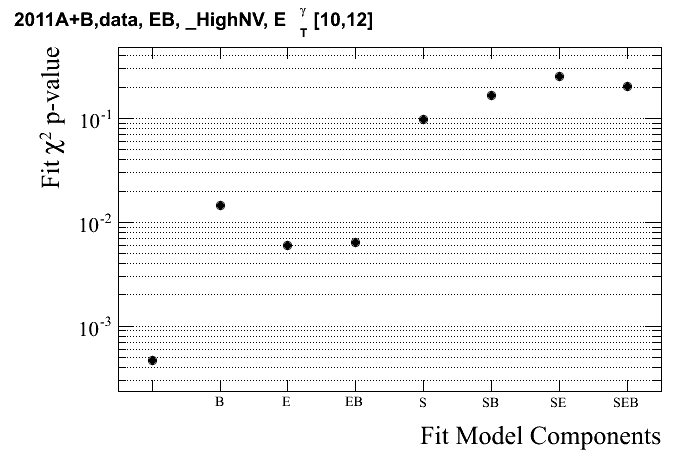 2011A+B,data, EB, _HighNV, E γ T [10,12]
Fit χ² p-value
10⁻¹
10⁻²
10⁻³
B E EB S SB SE SEB
Fit Model Components